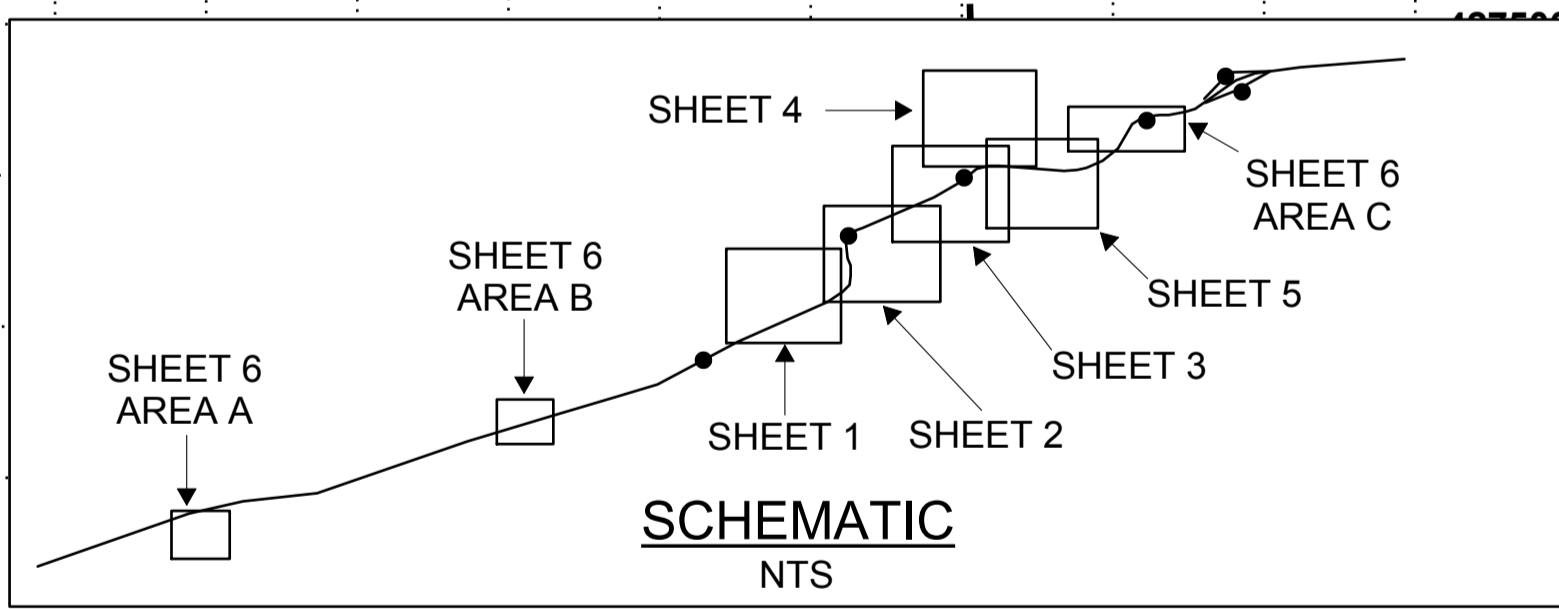 SHEET 4
SHEET 6
AREA C
SHEET 6
AREA B
SHEET 5
SHEET 3
SHEET 6
AREA A
SHEET 1
SHEET 2
SCHEMATIC
NTS